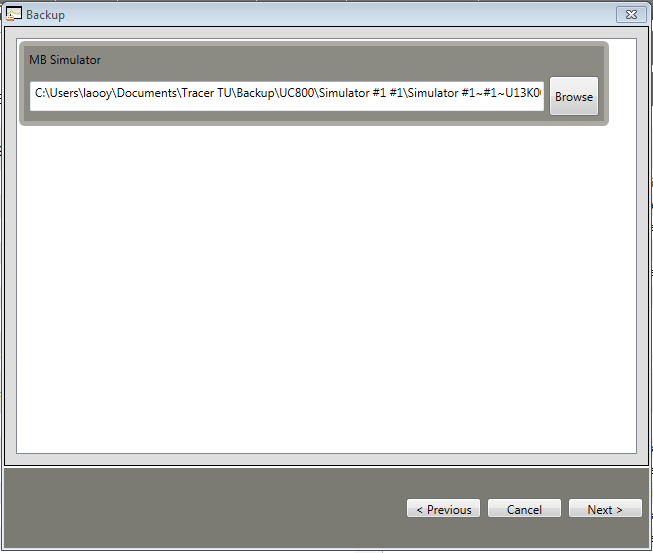 Backup
MB Simulator
C:\Users\laooy\Documents\Tracer TU\Backup\UC800\Simulator #1 #1\Simulator #1~#1~U13K0
Browse
< Previous
Cancel
Next >